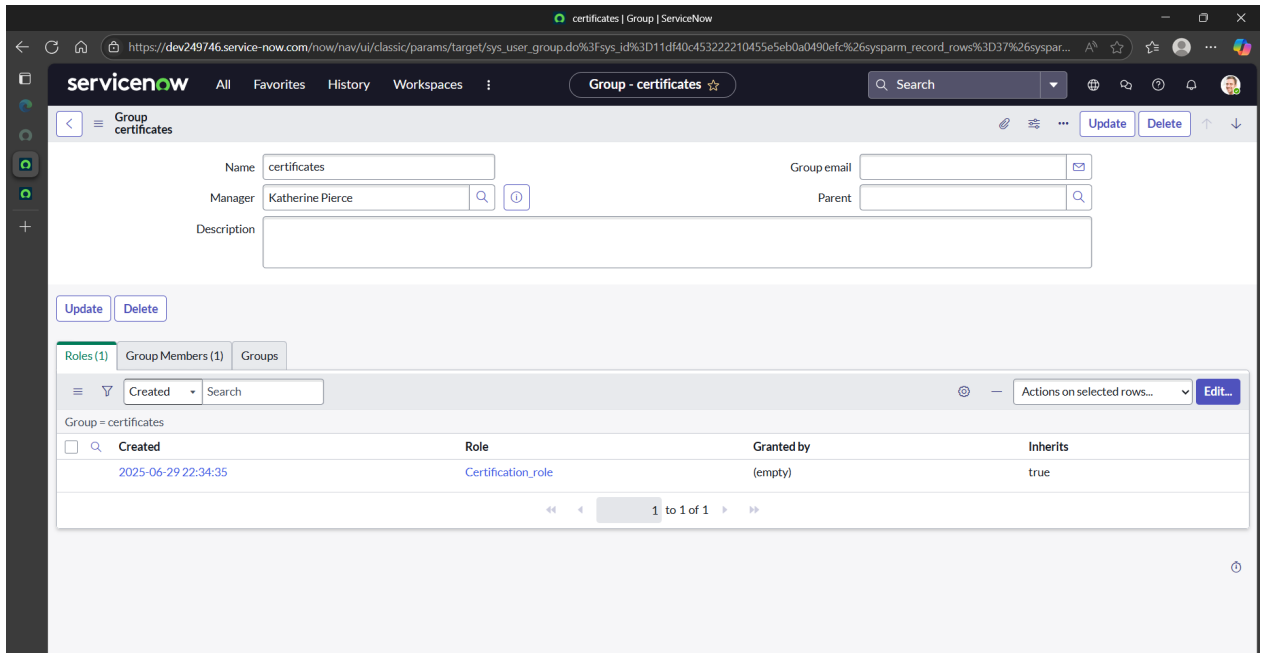 certificates | Group | ServiceNow
https://dev249746.service-now.com/now/nav/ui/classic/params/target/sys_user_group.do%3Fsys_id%3D11df40c453222210455e5eb0a0490efc%26sysparm_record_rows%3D37%26syspar...
servicenow All Favorites History Workspaces Group - certificates Search
Group
certificates
Update Delete
Name certificates Group email
Manager Katherine Pierce Parent
Description
Update Delete
Roles (1) Group Members (1) Groups
Created Search Actions on selected rows... Edit...
Group = certificates
Created Role Granted by Inherits
2025-06-29 22:34:35 Certification_role (empty) true
1 to 1 of 1